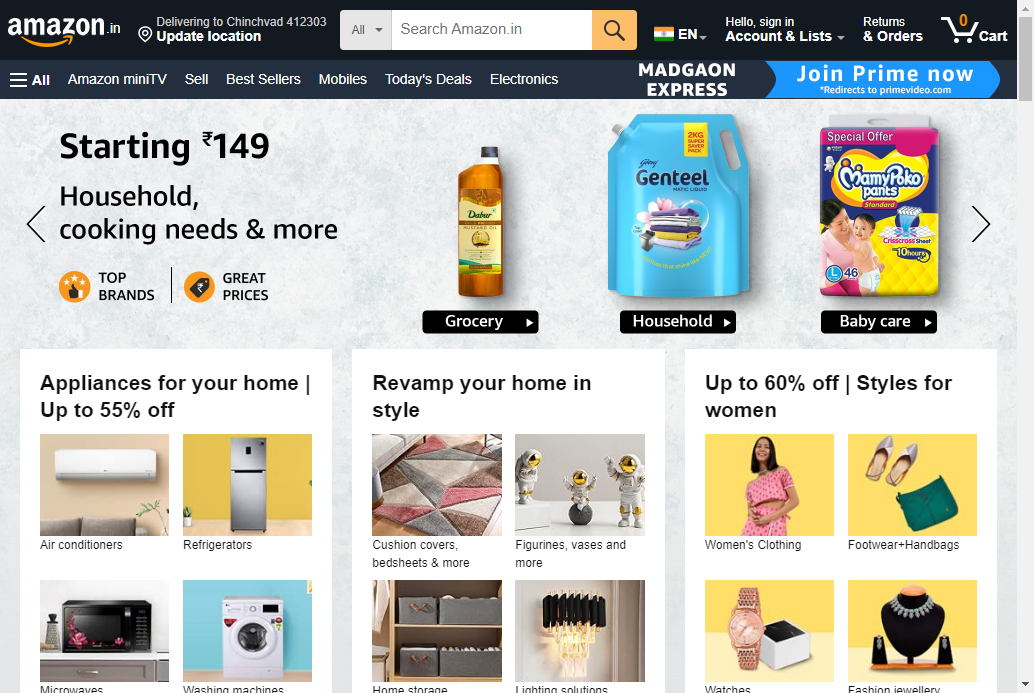 amazon.in
Delivering to Chinchvad 412303
Update location
All
Search Amazon.in
EN
Hello, sign in
Account & Lists
Returns
& Orders
0
Cart
All
Amazon miniTV
Sell
Best Sellers
Mobiles
Today's Deals
Electronics
MADGAON
EXPRESS
Join Prime now
*Redirects to primevideo.com
Starting ₹149
Household,
cooking needs & more
TOP
BRANDS
GREAT
PRICES
Dabur
MUSTARD OIL
2KG
SUPER
SAVER
PACK
Godrej
Genteel
MATIC LIQUID
Special Offer
MamyPoko
pants
Standard
Crisscross Sheet
10hours
L 46
Grocery
Household
Baby care
Appliances for your home |
Up to 55% off
Air conditioners
Refrigerators
Microwaves
Washing machines
Revamp your home in
style
Cushion covers,
bedsheets & more
Figurines, vases and
more
Home storage
Lighting solutions
Up to 60% off | Styles for
women
Women's Clothing
Footwear+Handbags
Watches
Fashion jewellery